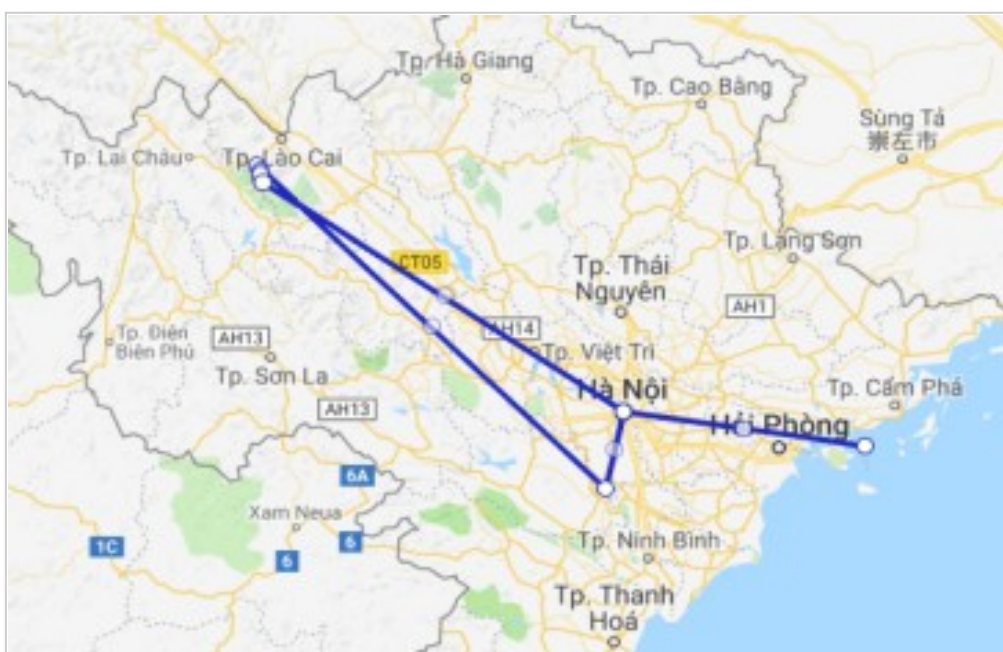 Tp. Hà Giang
Tp. Cao Bằng
Sùng Tả
崇左市
Tp. Lai Châu
Tp. Lào Cai
Tp. Lạng Sơn
CT05
Tp. Thái
Nguyên
AH1
Tp. Điện
Biên Phủ
AH13
AH14
Tp. Việt Trì
Tp. Sơn La
Hà Nội
Tp. Cẩm Phả
AH13
Hải Phòng
6A
Xam Neua
1C
6
6
Tp. Ninh Bình
Tp. Thanh
Hoá